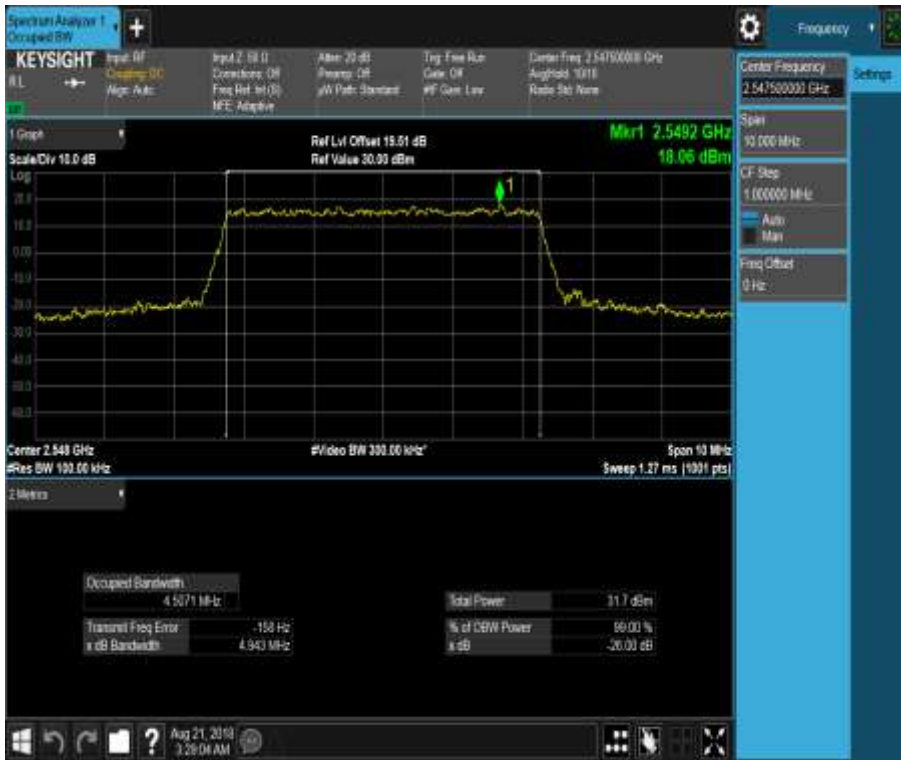 Spectrum Analyzer 1
Occupied BW
+
Frequency
KEYSIGHT
RL
Input: RF
Coupling: DC
Align: Auto
Input Z: 50 Ω
Corrections: Off
Freq Ref: Int (S)
NFE: Adaptive
Atten: 20 dB
Preamp: Off
µW Path: Standard
Trig: Free Run
Gate: Off
#IF Gain: Low
Center Freq: 2.547500000 GHz
Avg|Hold: 10/10
Radio Std: None
Center Frequency
2.547500000 GHz
Settings
Span
10.000 MHz
CF Step
1.000000 MHz
Auto
Man
Freq Offset
0 Hz
1 Graph
Scale/Div 10.0 dB
Ref Value 30.00 dBm
Mkr1 2.5492 GHz
18.06 dBm
Log
1
Center 2.548 GHz
#Res BW 100.00 kHz
#Video BW 300.00 kHz*
Span 10 MHz
Sweep 1.27 ms (1001 pts)
2 Metrics
Occupied Bandwidth
4.5071 MHz
Total Power
31.7 dBm
Transmit Freq Error
-158 Hz
% of OBW Power
99.00 %
x dB Bandwidth
4.943 MHz
x dB
-26.00 dB
?
Aug 21, 2018
3:29:04 AM